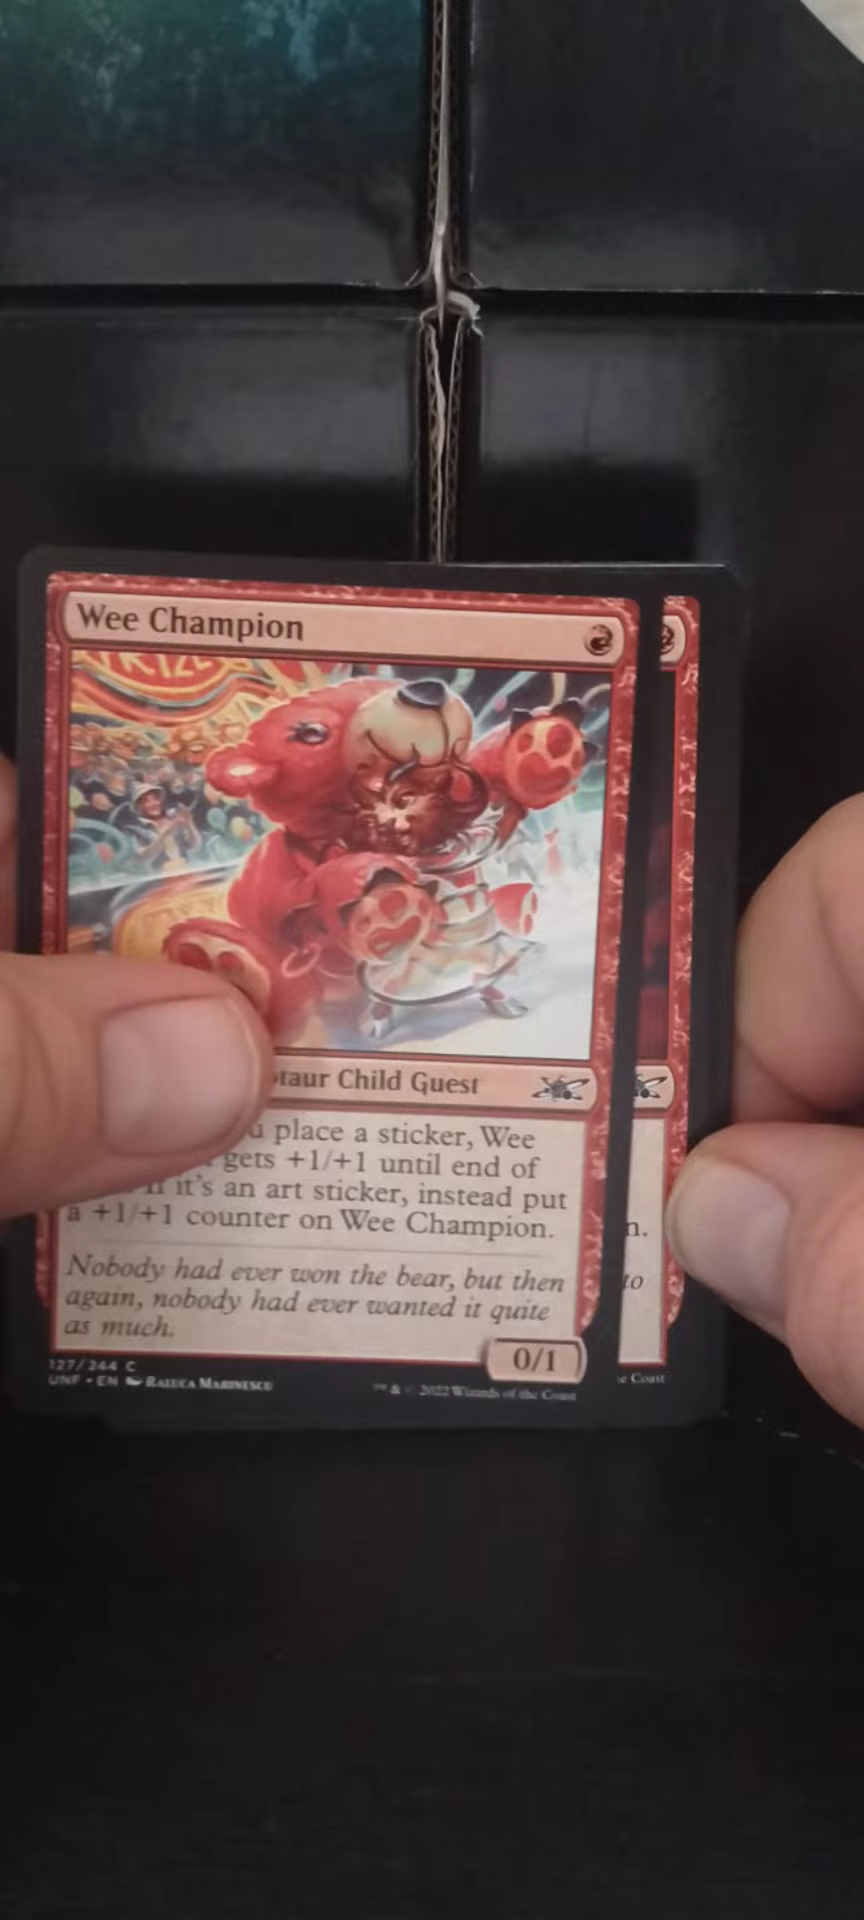 Wee Champion
taur Child Guest
u place a sticker, Wee
gets +1/+1 until end of
it's an art sticker, instead put
a +1/+1 counter on Wee Champion.
Nobody had ever won the bear, but then
again, nobody had ever wanted it quite
as much.
0/1
127/244 C
UNF • EN RALUCA MARINESCU
™ & © 2022 Wizards of the Coast
n.
to
e Coast